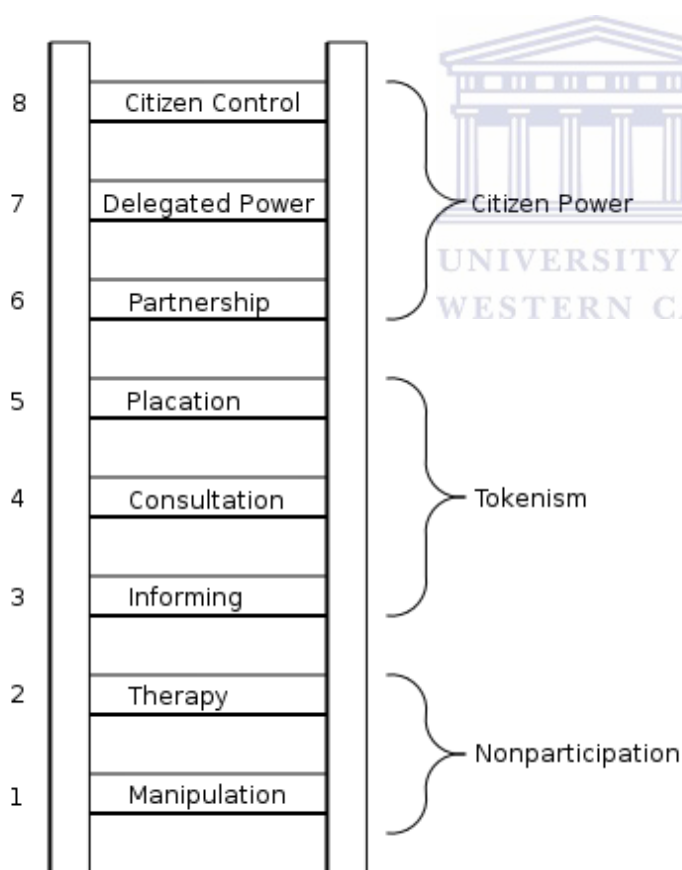 8 Citizen Control
7 Delegated Power
Citizen Power
UNIVERSITY
6 Partnership
WESTERN
5 Placation
4 Consultation
Tokenism
3 Informing
2 Therapy
Nonparticipation
1 Manipulation